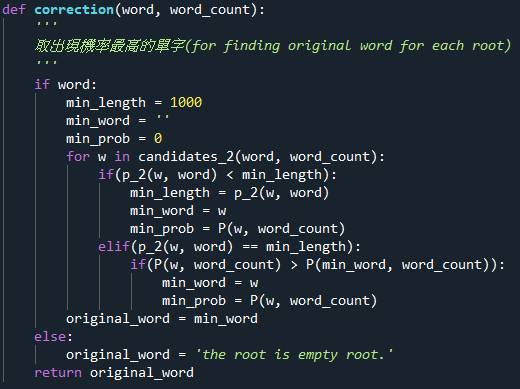 def correction(word, word_count):
    '''
    取出現機率最高的單字(for finding original word for each root)
    '''
    if word:
        min_length = 1000
        min_word = ''
        min_prob = 0
        for w in candidates_2(word, word_count):
            if(p_2(w, word) < min_length):
                min_length = p_2(w, word)
                min_word = w
                min_prob = P(w, word_count)
            elif(p_2(w, word) == min_length):
                if(P(w, word_count) > P(min_word, word_count)):
                    min_word = w
                    min_prob = P(w, word_count)
        original_word = min_word
    else:
        original_word = 'the root is empty root.'
    return original_word